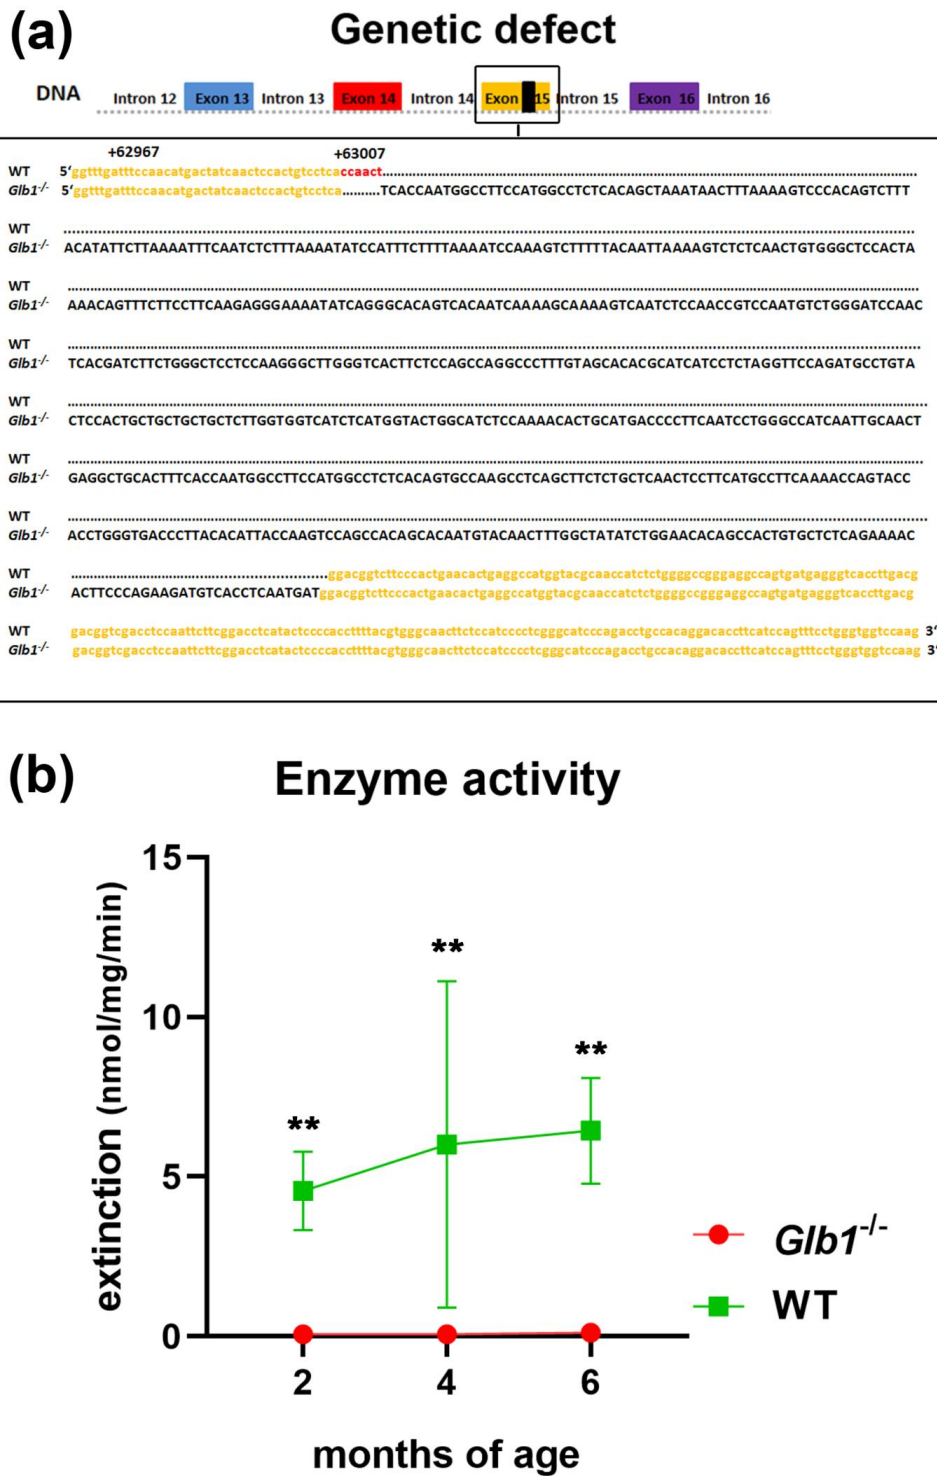 (a) Genetic defect
DNA Intron 12 Exon 13 Intron 13 Exon 14 Intron 14 Exon 15 Intron 15 Exon 16 Intron 16
+62967 +63007
WT 5‘ggtttgatttccaacatgactatcaactccactgtcctcaccaact........................
Glb1-/- 5‘ggtttgatttccaacatgactatcaactccactgtcctca..........TCACCAATGGCCTTCCATGGCCTCTCACAGCTAAATAACTTTAAAAGTCCCACAGTCTTT
WT ........................
Glb1-/- ACATATTCTTAAAATTTCAATCTCTTTAAAATATCCATTTCTTTTAAAATCCAAAGTCTTTTTACAATTAAAAGTCTCTCAACTGTGGGCTCCACTA
WT ........................
Glb1-/- AAACAGTTTCTTCCTTCAAGAGGGAAAATATCAGGGCACAGTCACAATCAAAAGCAAAAGTCAATCTCCAACCGTCCAATGTCTGGGATCCAAC
WT ........................
Glb1-/- TCACGATCTTCTGGGCTCCTCCAAGGGCTTGGGTCACTTCTCCAGCCAGGCCCTTTGTAGCACACGCATCATCCTCTAGGTTCCAGATGCCTGTA
WT ........................
Glb1-/- CTCCACTGCTGCTGCTGCTCTTGGTGGTCATCTCATGGTACTGGCATCTCCAAAACACTGCATGACCCCTTCAATCCTGGGCCATCAATTGCAACT
WT ........................
Glb1-/- GAGGCTGCACTTTCACCAATGGCCTTCCATGGCCTCTCACAGTGCCAAGCCTCAGCTTCTCTGCTCAACTCCTTCATGCCTTCAAAACCAGTACC
WT ........................
Glb1-/- ACCTGGGTGACCCTTACACATTACCAAGTCCAGCCACAGCACAATGTACAACTTTGGCTATATCTGGAACACAGCCACTGTGCTCTCAGAAAAC
WT ........................ggacggtcttcccactgaacactgaggccatggtacgcaaccatctctggggccgggaggccagtgatgagggtcaccttgacg
Glb1-/- ACTTCCCAGAAGATGTCACCTCAATGATggacggtcttcccactgaacactgaggccatggtacgcaaccatctctggggccgggaggccagtgatgagggtcaccttgacg
WT gacggtcgacctccaattcttcggacctcatactccccaccttttacgtgggcaacttctccatcccctcgggcatcccagacctgccacaggacaccttcatccagtttcctgggtggtccaag 3‘
Glb1-/- gacggtcgacctccaattcttcggacctcatactccccaccttttacgtgggcaacttctccatcccctcgggcatcccagacctgccacaggacaccttcatccagtttcctgggtggtccaag 3‘
(b) Enzyme activity
extinction (nmol/mg/min)
15
10
5
0
**
**
**
2 4 6
months of age
Glb1-/-
WT